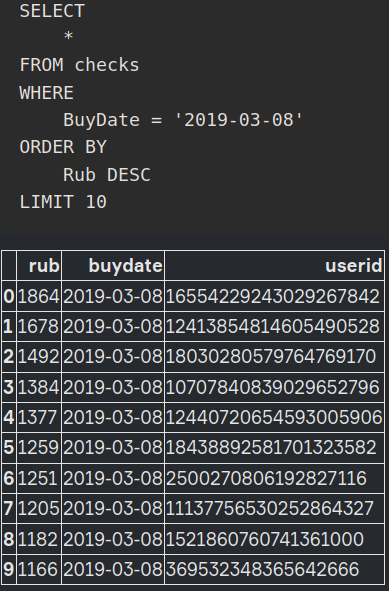 SELECT
*
FROM checks
WHERE
BuyDate = '2019-03-08'
ORDER BY
Rub DESC
LIMIT 10
rub buydate userid
0 1864 2019-03-08 16554229243029267842
1 1678 2019-03-08 12413854814605490528
2 1492 2019-03-08 18030280579764769170
3 1384 2019-03-08 10707840839029652796
4 1377 2019-03-08 12440720654593005906
5 1259 2019-03-08 18438892581701323582
6 1251 2019-03-08 2500270806192827116
7 1205 2019-03-08 11137756530252864327
8 1182 2019-03-08 1521860760741361000
9 1166 2019-03-08 369532348365642666